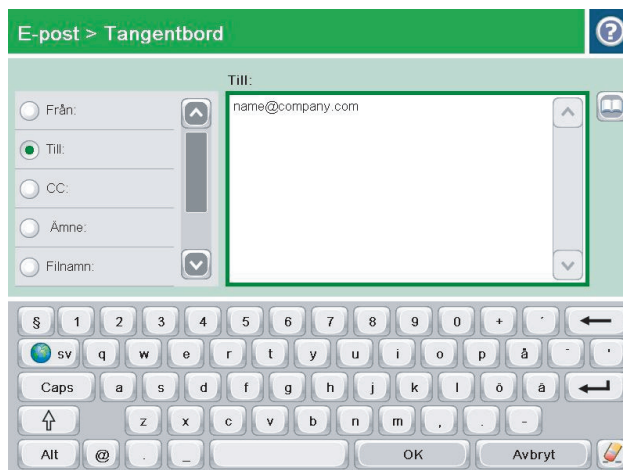 E-post > Tangentbord ?
Till:
Från:
Till:
CC:
Ämne:
Filnamn:
name@company.com
§ 1 2 3 4 5 6 7 8 9 0 + ´
sv q w e r t y u i o p å ¨ '
Caps a s d f g h j k l ö ä
z x c v b n m , . -
Alt @ . _ OK Avbryt